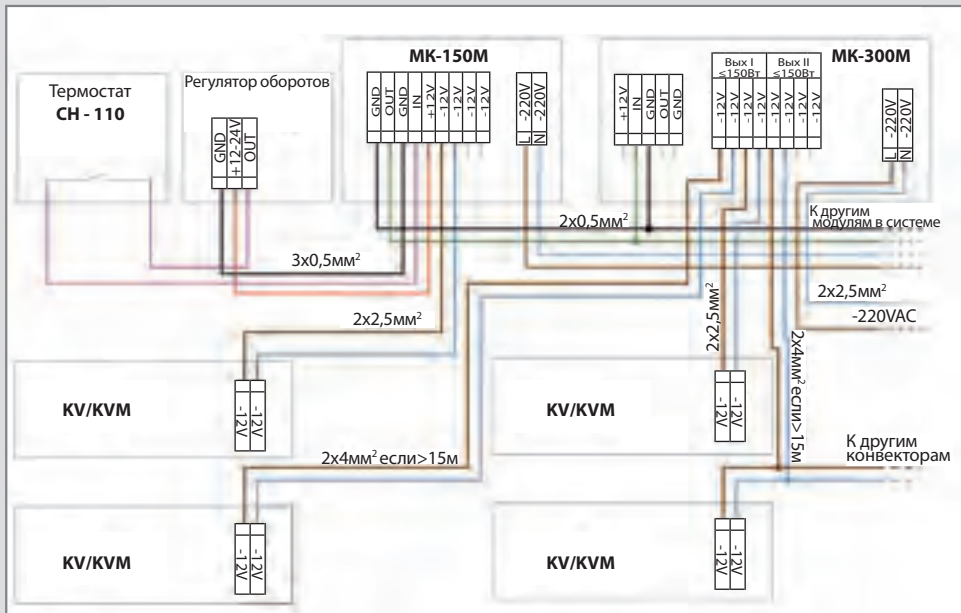 МК-150М
МК-300М
Термостат
СН - 110
Регулятор оборотов
GND
+12-24V
OUT
GND
OUT
GND
IN
+12V
-12V
-12V
-12V
-12V
L -220V
N -220V
+12V
IN
GND
OUT
GND
Вых I
≤150Вт
Вых II
≤150Вт
-12V
-12V
-12V
-12V
-12V
-12V
-12V
-12V
L -220V
N -220V
2x0,5мм²
К другим
модулям в системе
3x0,5мм²
2x2,5мм²
2x2,5мм²
2x2,5мм²
-220VAC
2x4мм² если>15м
KV/KVM
-12V
-12V
KV/KVM
-12V
-12V
2x4мм² если>15м
К другим
конвекторам
KV/KVM
-12V
-12V
KV/KVM
-12V
-12V